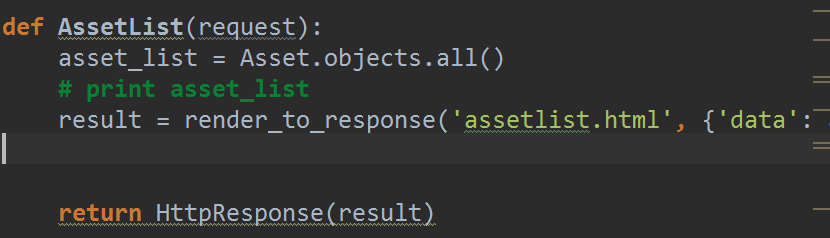 def AssetList(request):
    asset_list = Asset.objects.all()
    # print asset_list
    result = render_to_response('assetlist.html', {'data':
    return HttpResponse(result)